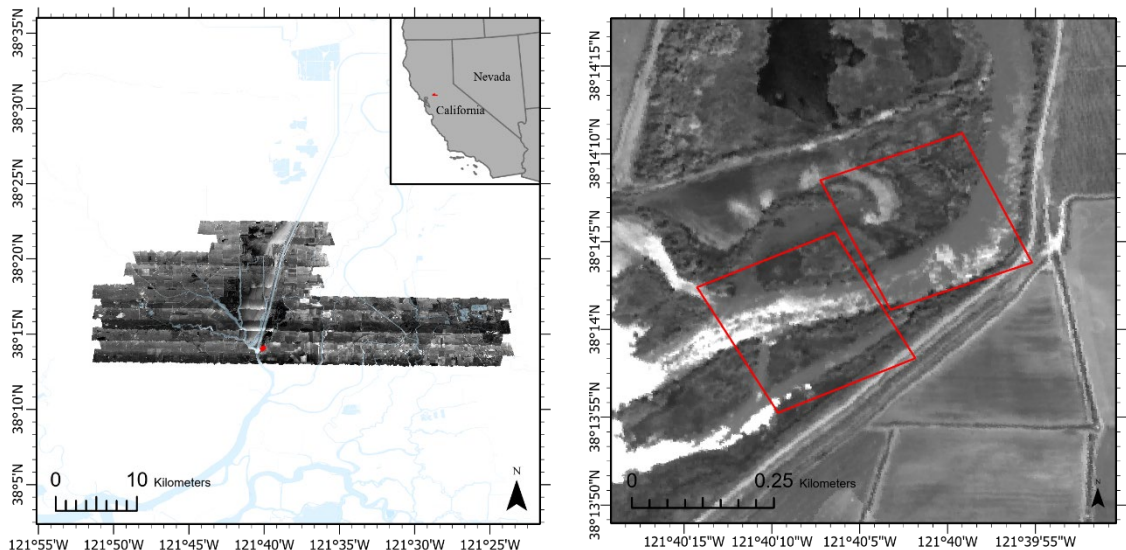 38°35'N
38°30'N
38°25'N
38°20'N
38°15'N
38°10'N
38°5'N
Nevada
California
0 10 Kilometers
N
121°55'W 121°50'W 121°45'W 121°40'W 121°35'W 121°30'W 121°25'W
38°14'15"N
38°14'10"N
38°14'5"N
38°14'N
38°13'55"N
38°13'50"N
0 0.25 Kilometers
N
121°40'15"W 121°40'10"W 121°40'5"W 121°40'W 121°39'55"W